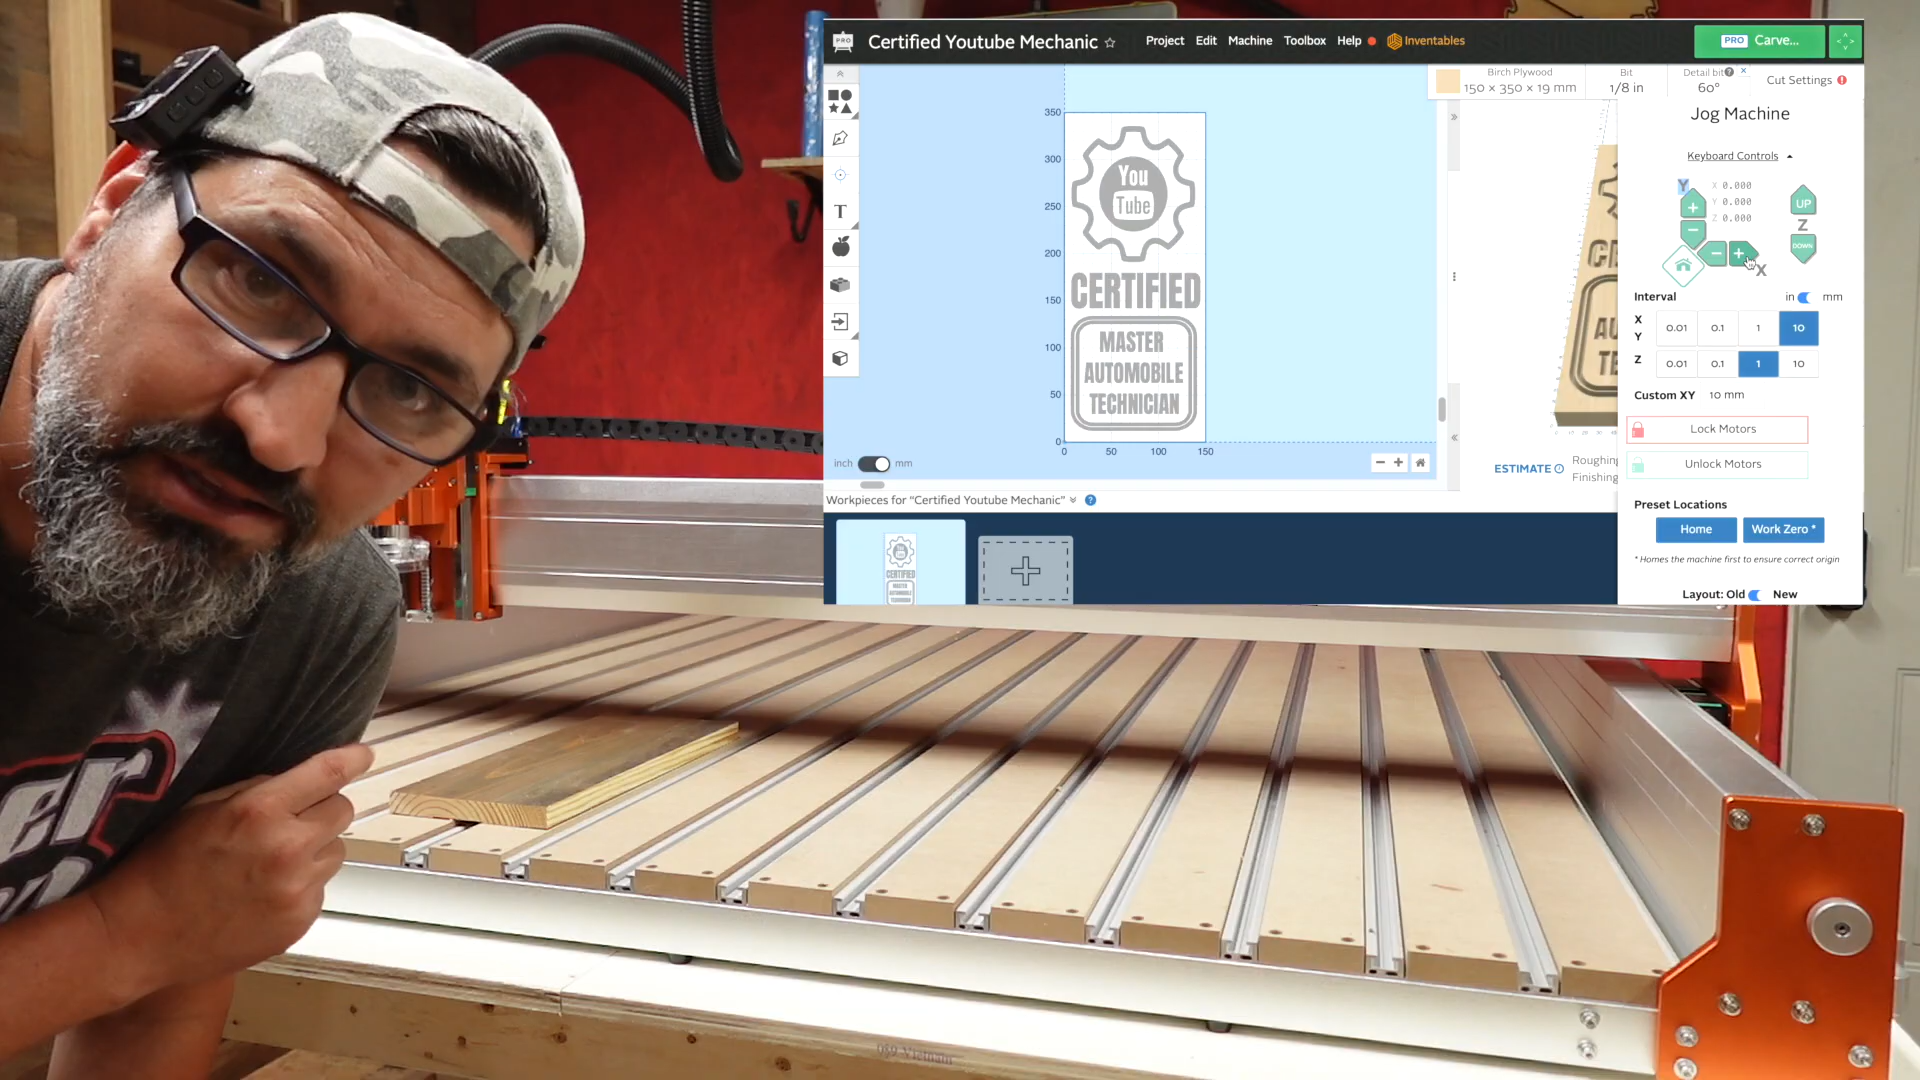 PRO
Certified Youtube Mechanic
Project Edit Machine Toolbox Help Inventables
PRO Carve...
Birch Plywood
150 × 350 × 19 mm
Bit
1/8 in
Detail bit
60°
Cut Settings
T
350
300
250
200
150
100
50
0
0 50 100 150
You
Tube
CERTIFIED
MASTER
AUTOMOBILE
TECHNICIAN
inch mm
ESTIMATE
Roughing
Finishing
Workpieces for "Certified Youtube Mechanic"
CERTIFIED
MASTER
AUTOMOBILE
TECHNICIAN
Jog Machine
Keyboard Controls
Y
X 0.000
Y 0.000
Z 0.000
UP
Z
DOWN
X
Interval in mm
X
Y
0.01 0.1 1 10
Z
0.01 0.1 1 10
Custom XY 10 mm
Lock Motors
Unlock Motors
Preset Locations
Home Work Zero *
* Homes the machine first to ensure correct origin
Layout: Old New